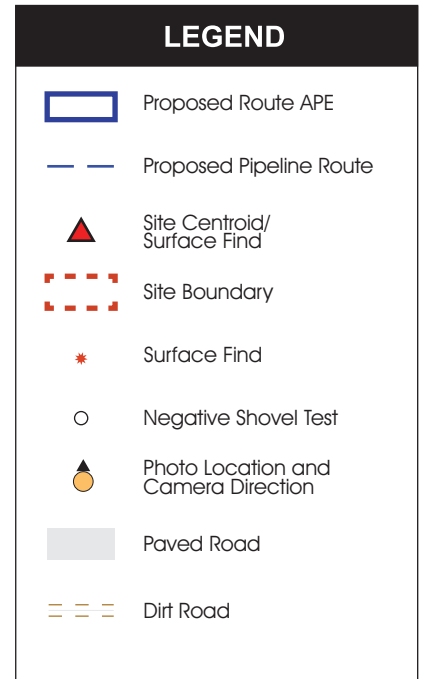 LEGEND
Proposed Route APE
Proposed Pipeline Route
Site Centroid/
Surface Find
Site Boundary
Surface Find
Negative Shovel Test
Photo Location and
Camera Direction
Paved Road
Dirt Road